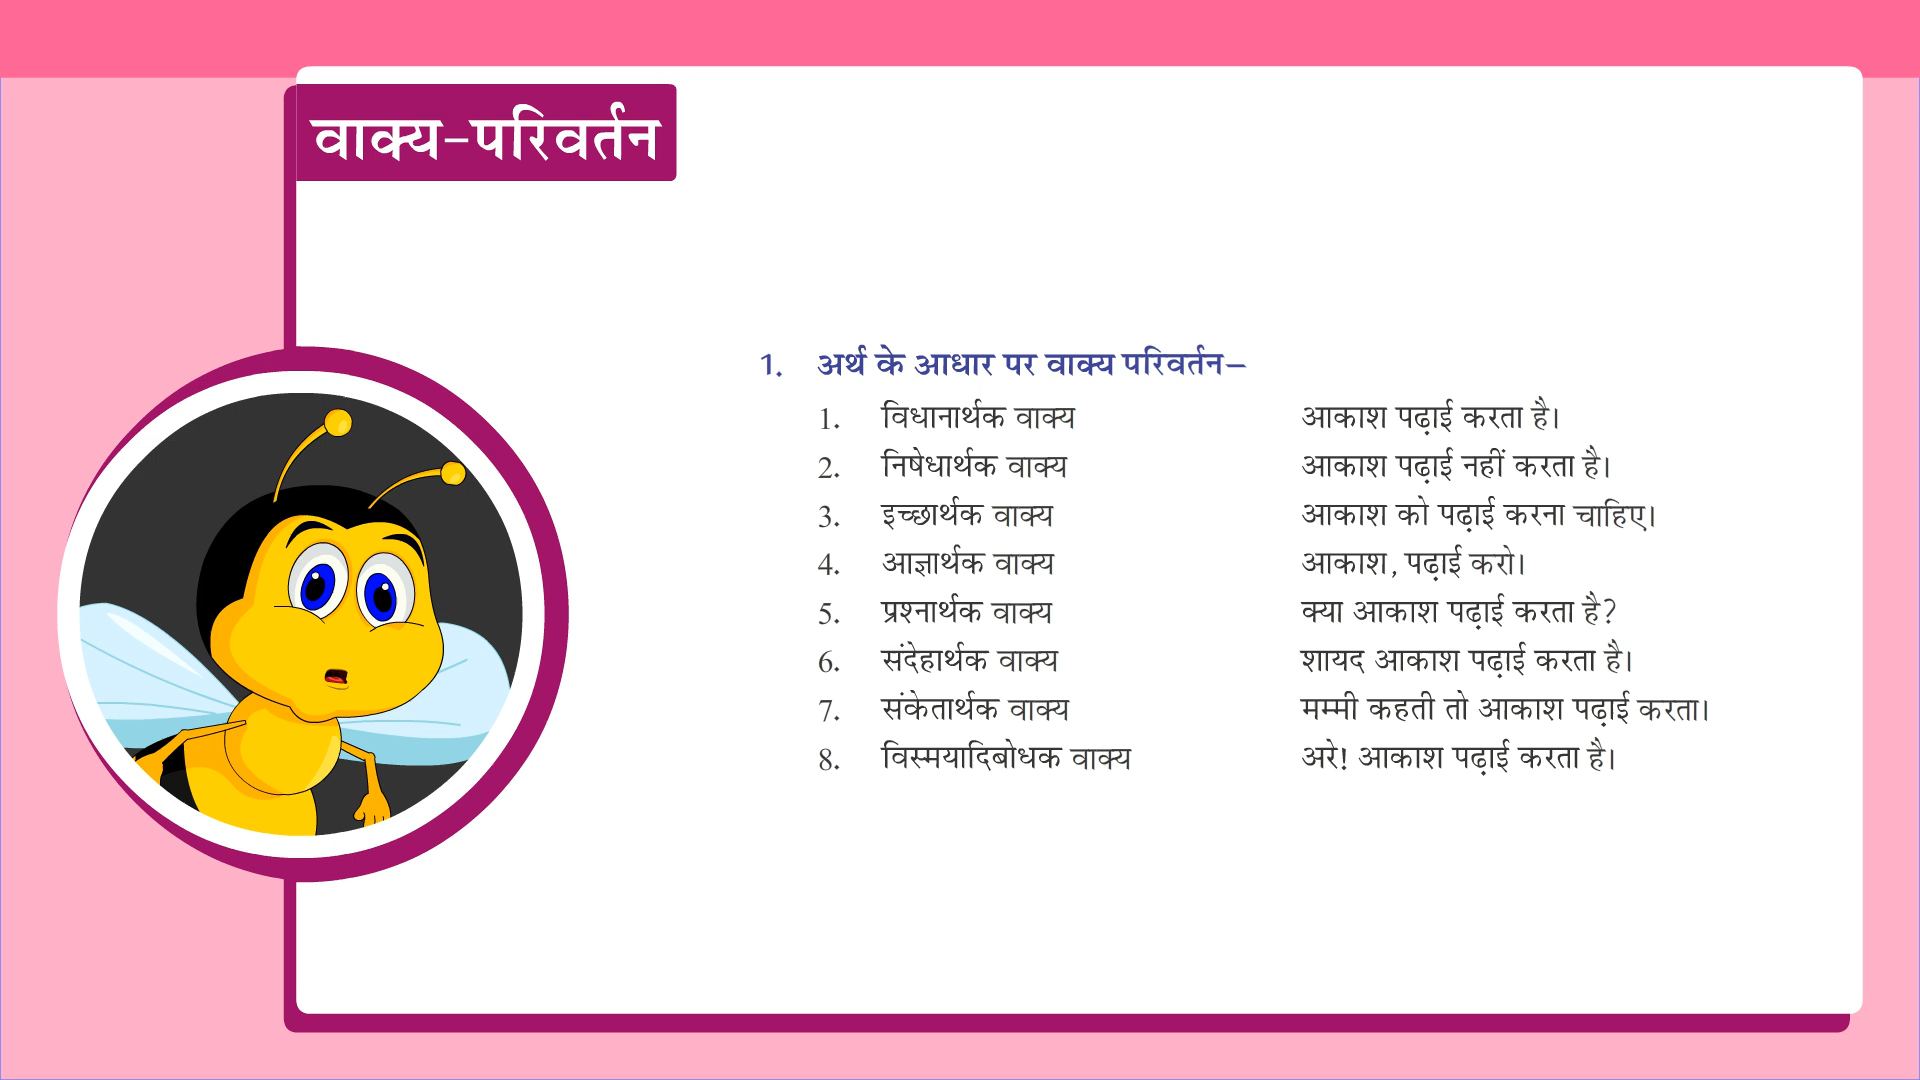 वाक्य-परिवर्तन
1. अर्थ के आधार पर वाक्य परिवर्तन–
1. विधानार्थक वाक्य आकाश पढ़ाई करता है।
2. निषेधार्थक वाक्य आकाश पढ़ाई नहीं करता है।
3. इच्छार्थक वाक्य आकाश को पढ़ाई करना चाहिए।
4. आज्ञार्थक वाक्य आकाश, पढ़ाई करो।
5. प्रश्नार्थक वाक्य क्या आकाश पढ़ाई करता है?
6. संदेहार्थक वाक्य शायद आकाश पढ़ाई करता है।
7. संकेतार्थक वाक्य मम्मी कहती तो आकाश पढ़ाई करता।
8. विस्मयादिबोधक वाक्य अरे! आकाश पढ़ाई करता है।